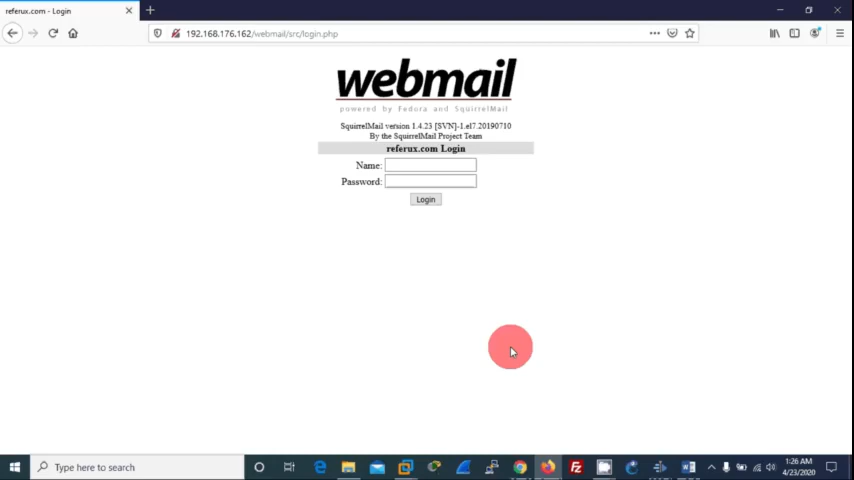 referux.com - Login
192.168.176.162/webmail/src/login.php
webmail
powered by Fedora and SquirrelMail
SquirrelMail version 1.4.23 [SVN]-1.el7.20190710
By the SquirrelMail Project Team
referux.com Login
Name:
Password:
Login
Type here to search
1:26 AM
4/23/2020